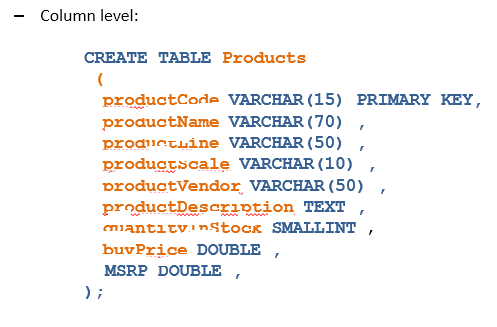 – Column level:
CREATE TABLE Products
(
productCode VARCHAR(15) PRIMARY KEY,
productName VARCHAR(70) ,
productLine VARCHAR(50) ,
productScale VARCHAR(10) ,
productVendor VARCHAR(50) ,
productDescription TEXT ,
quantityInStock SMALLINT ,
buyPrice DOUBLE ,
MSRP DOUBLE ,
);